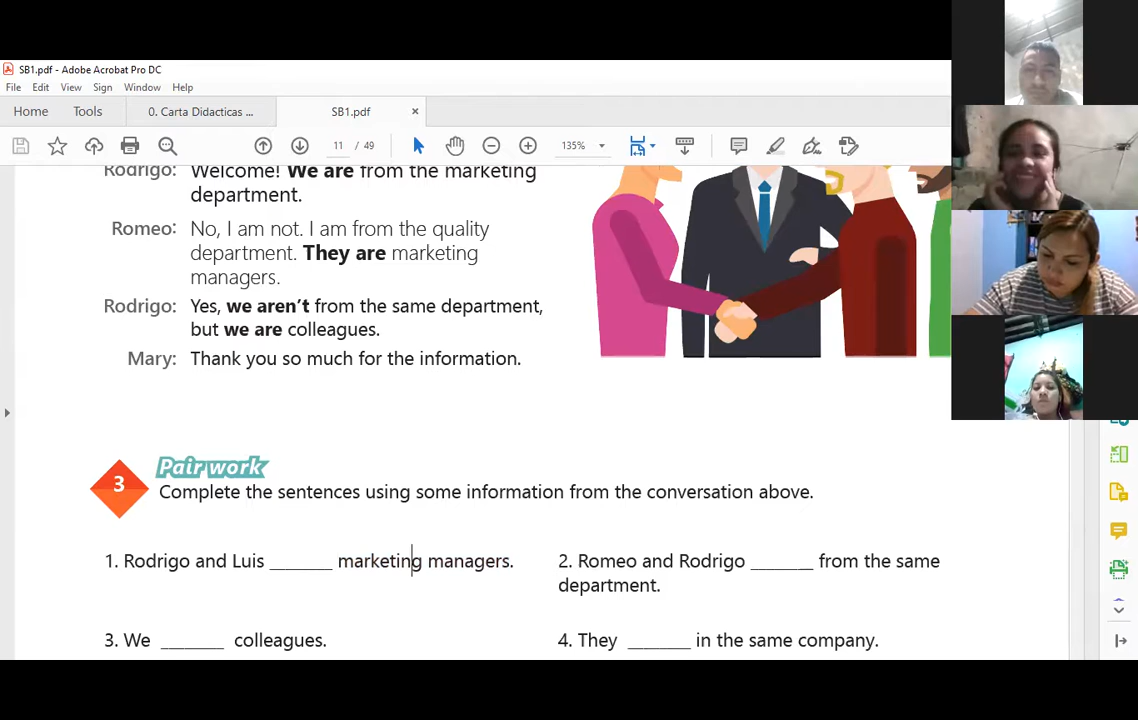 SB1.pdf - Adobe Acrobat Pro DC
File Edit View Sign Window Help
Home Tools 0. Carta Didacticas ... SB1.pdf ×
11 / 49 135%
Rodrigo: Welcome! We are from the marketing
department.
Romeo: No, I am not. I am from the quality
department. They are marketing
managers.
Rodrigo: Yes, we aren't from the same department,
but we are colleagues.
Mary: Thank you so much for the information.
3 Pair work
Complete the sentences using some information from the conversation above.
1. Rodrigo and Luis ______ marketing managers.
2. Romeo and Rodrigo ______ from the same
department.
3. We ______ colleagues.
4. They ______ in the same company.